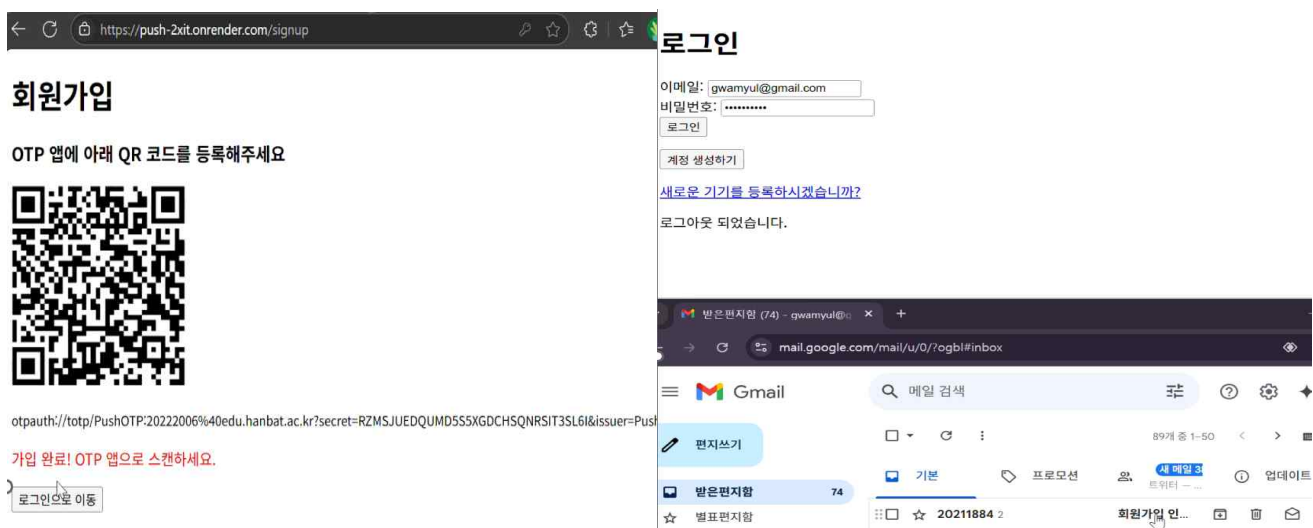 https://push-2xit.onrender.com/signup
회원가입
OTP 앱에 아래 QR 코드를 등록해주세요
otpauth://totp/PushOTP:20222006%40edu.hanbat.ac.kr?secret=RZMSJUEDQUMD5S5XGDCHSQNRSIT3SL6I&issuer=Push
가입 완료! OTP 앱으로 스캔하세요.
로그인으로 이동
로그인
이메일: gwamyul@gmail.com
비밀번호: ••••••••••
로그인
계정 생성하기
새로운 기기를 등록하시겠습니까?
로그아웃 되었습니다.
받은편지함 (74) - gwamyul@
mail.google.com/mail/u/0/?ogbl#inbox
Gmail
메일 검색
편지쓰기
89개 중 1–50
기본
프로모션
새 메일 3
트위터 — ...
업데이트
받은편지함 74
별표편지함
20211884 2
회원가입 인...